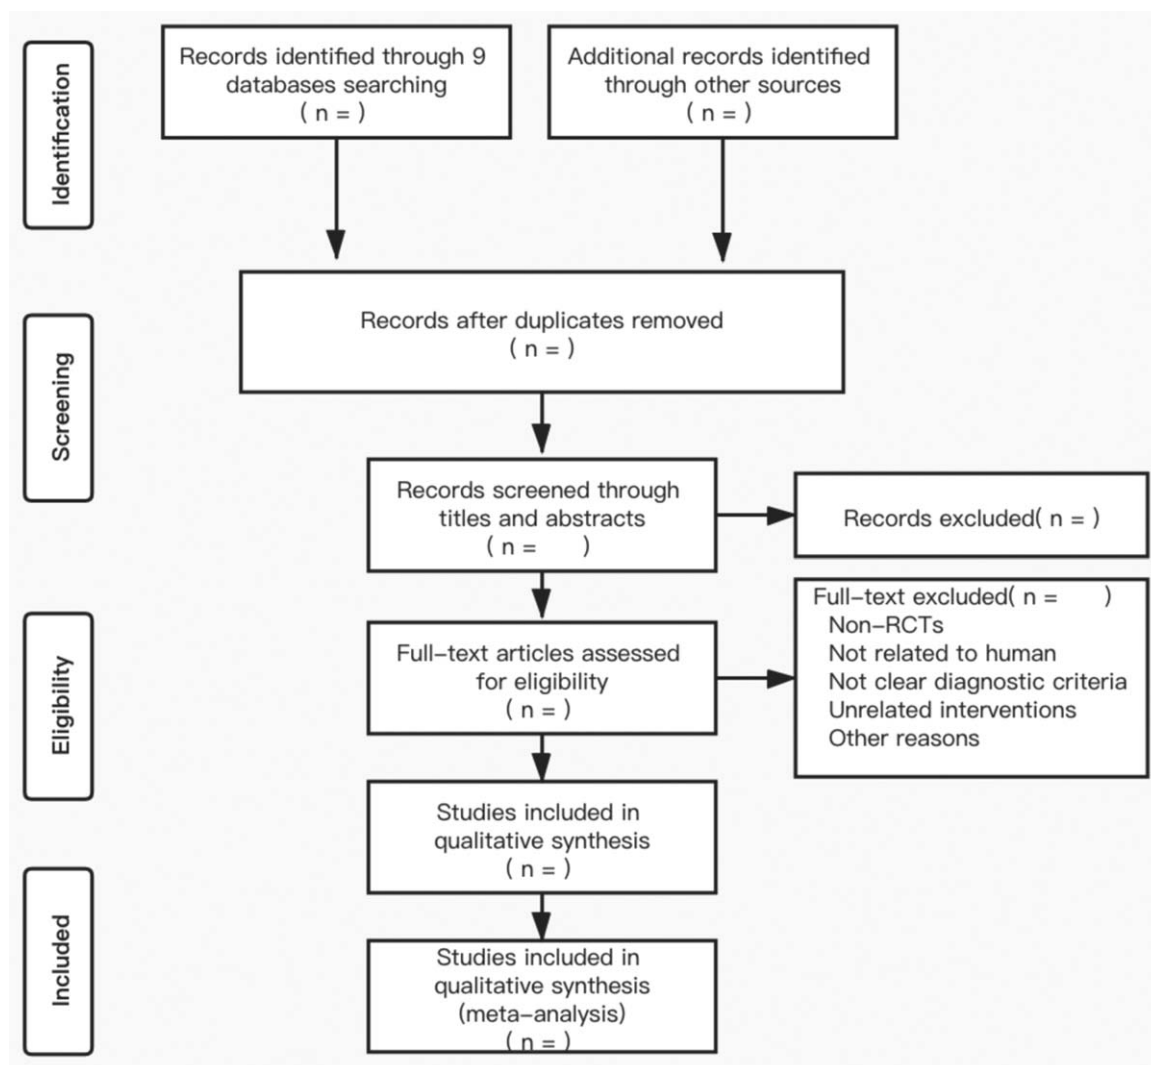 Identification
Records identified through 9
databases searching
( n = )
Additional records identified
through other sources
( n = )
Screening
Records after duplicates removed
( n = )
Records screened through
titles and abstracts
( n =      )
Records excluded( n = )
Eligibility
Full-text articles assessed
for eligibility
( n = )
Full-text excluded( n =      )
Non-RCTs
Not related to human
Not clear diagnostic criteria
Unrelated interventions
Other reasons
Studies included in
qualitative synthesis
( n = )
Included
Studies included in
qualitative synthesis
(meta-analysis)
( n = )